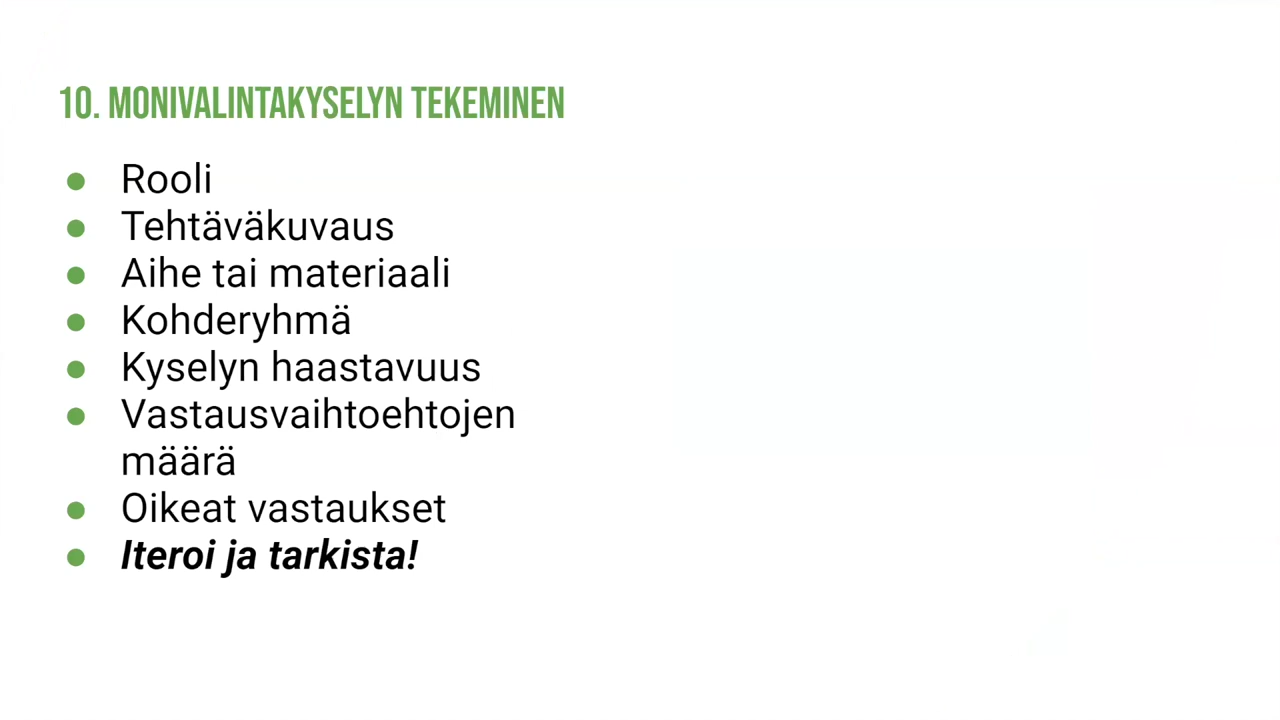 10. MONIVALINTAKYSELYN TEKEMINEN
● Rooli
● Tehtäväkuvaus
● Aihe tai materiaali
● Kohderyhmä
● Kyselyn haastavuus
● Vastausvaihtoehtojen
määrä
● Oikeat vastaukset
● Iteroi ja tarkista!